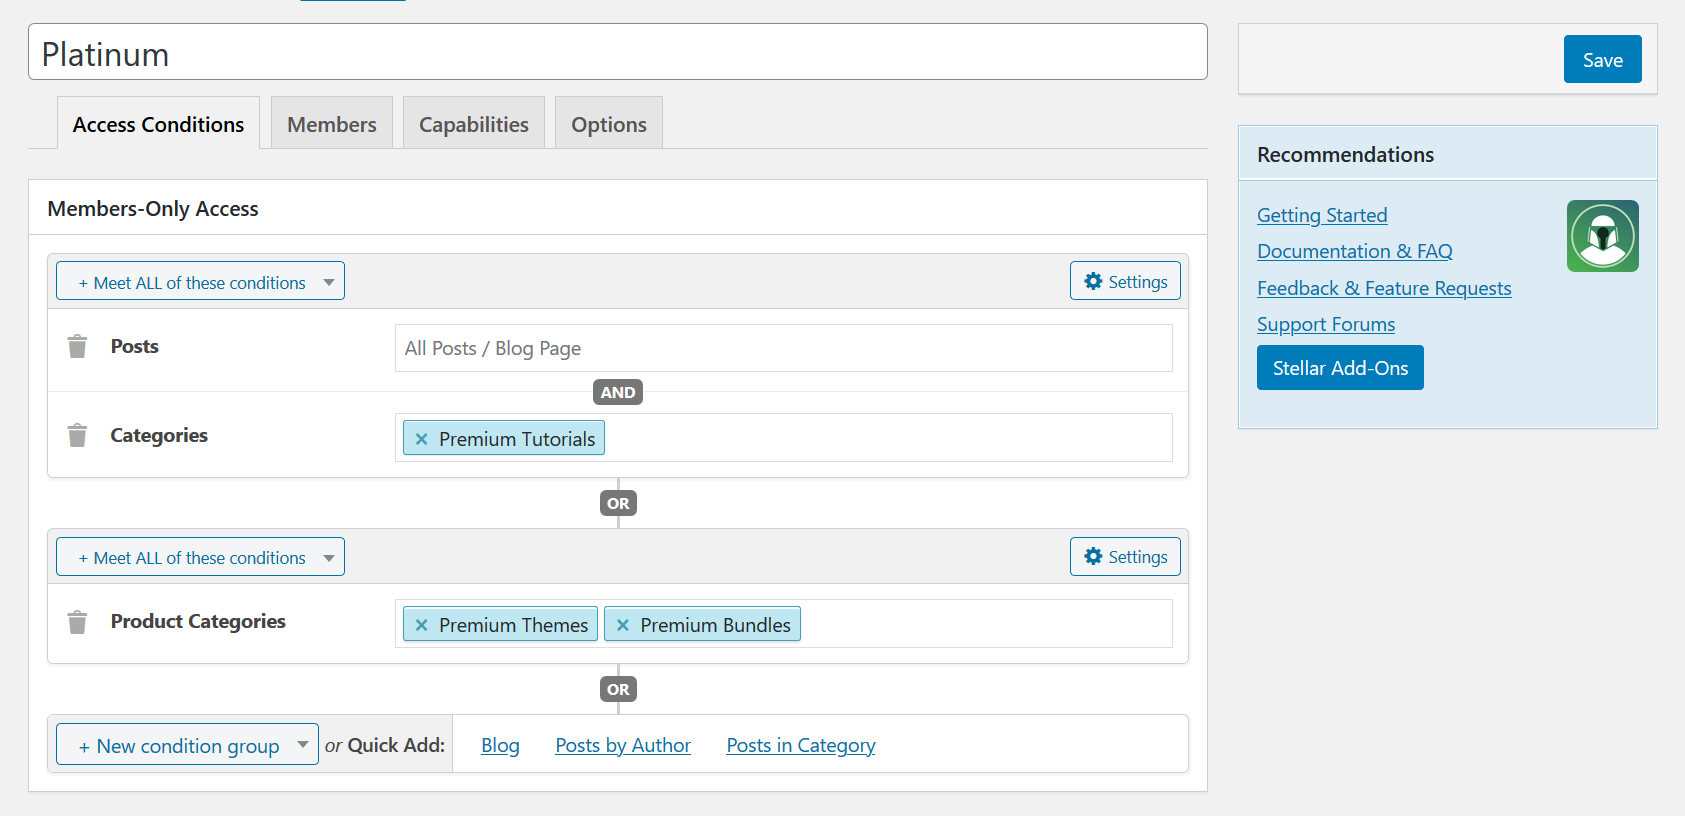 Platinum
Save
Access Conditions
Members
Capabilities
Options
Recommendations
Getting Started
Documentation & FAQ
Feedback & Feature Requests
Support Forums
Stellar Add-Ons
Members-Only Access
+ Meet ALL of these conditions
Settings
Posts
All Posts / Blog Page
AND
Categories
× Premium Tutorials
OR
+ Meet ALL of these conditions
Settings
Product Categories
× Premium Themes × Premium Bundles
OR
+ New condition group
or Quick Add:
Blog
Posts by Author
Posts in Category